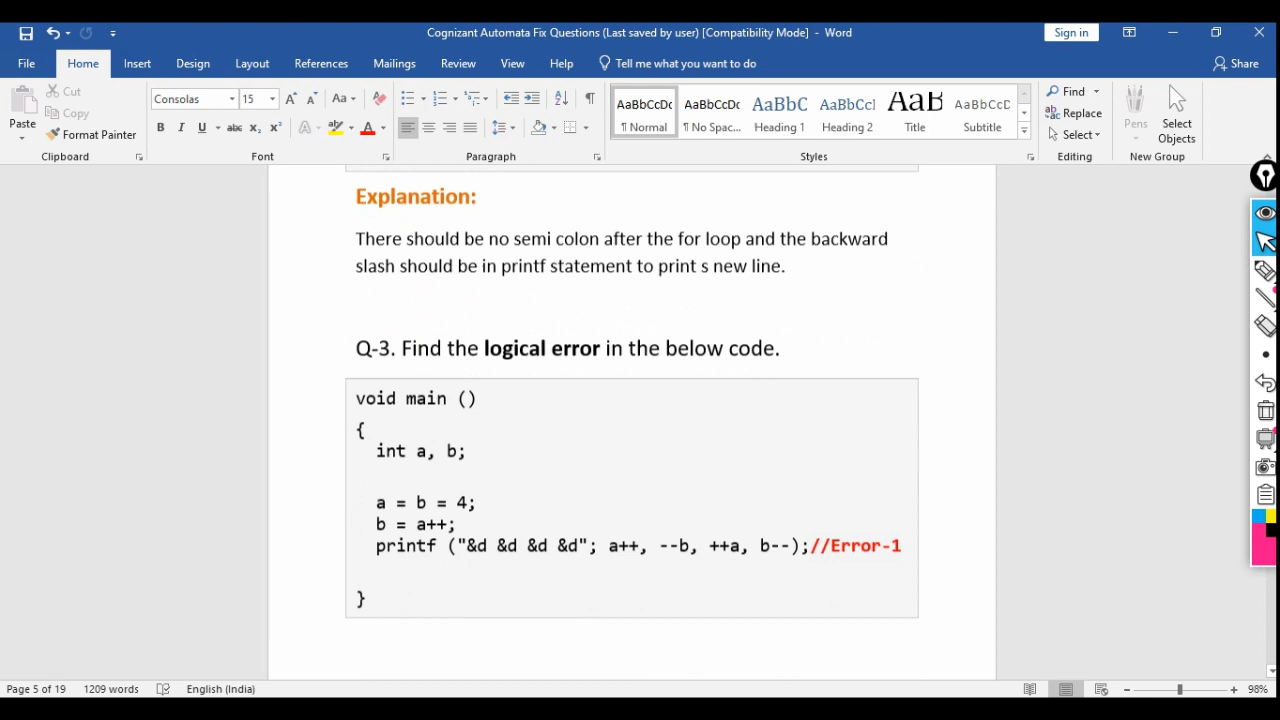 Cognizant Automata Fix Questions (Last saved by user) [Compatibility Mode] - Word
Sign in
File Home Insert Design Layout References Mailings Review View Help Tell me what you want to do Share
Paste
Cut
Copy
Format Painter
Clipboard
Consolas 15
Font
Paragraph
AaBbCcDc AaBbCcDc AaBbC AaBbCcI AaB AaBbCcD
¶ Normal ¶ No Spac... Heading 1 Heading 2 Title Subtitle
Styles
Find
Replace
Select
Editing
Pens
Select Objects
New Group
Explanation:
There should be no semi colon after the for loop and the backward
slash should be in printf statement to print s new line.
Q-3. Find the logical error in the below code.
void main ()
{
int a, b;
a = b = 4;
b = a++;
printf ("&d &d &d &d"; a++, --b, ++a, b--);//Error-1
}
Page 5 of 19 1209 words English (India) 98%